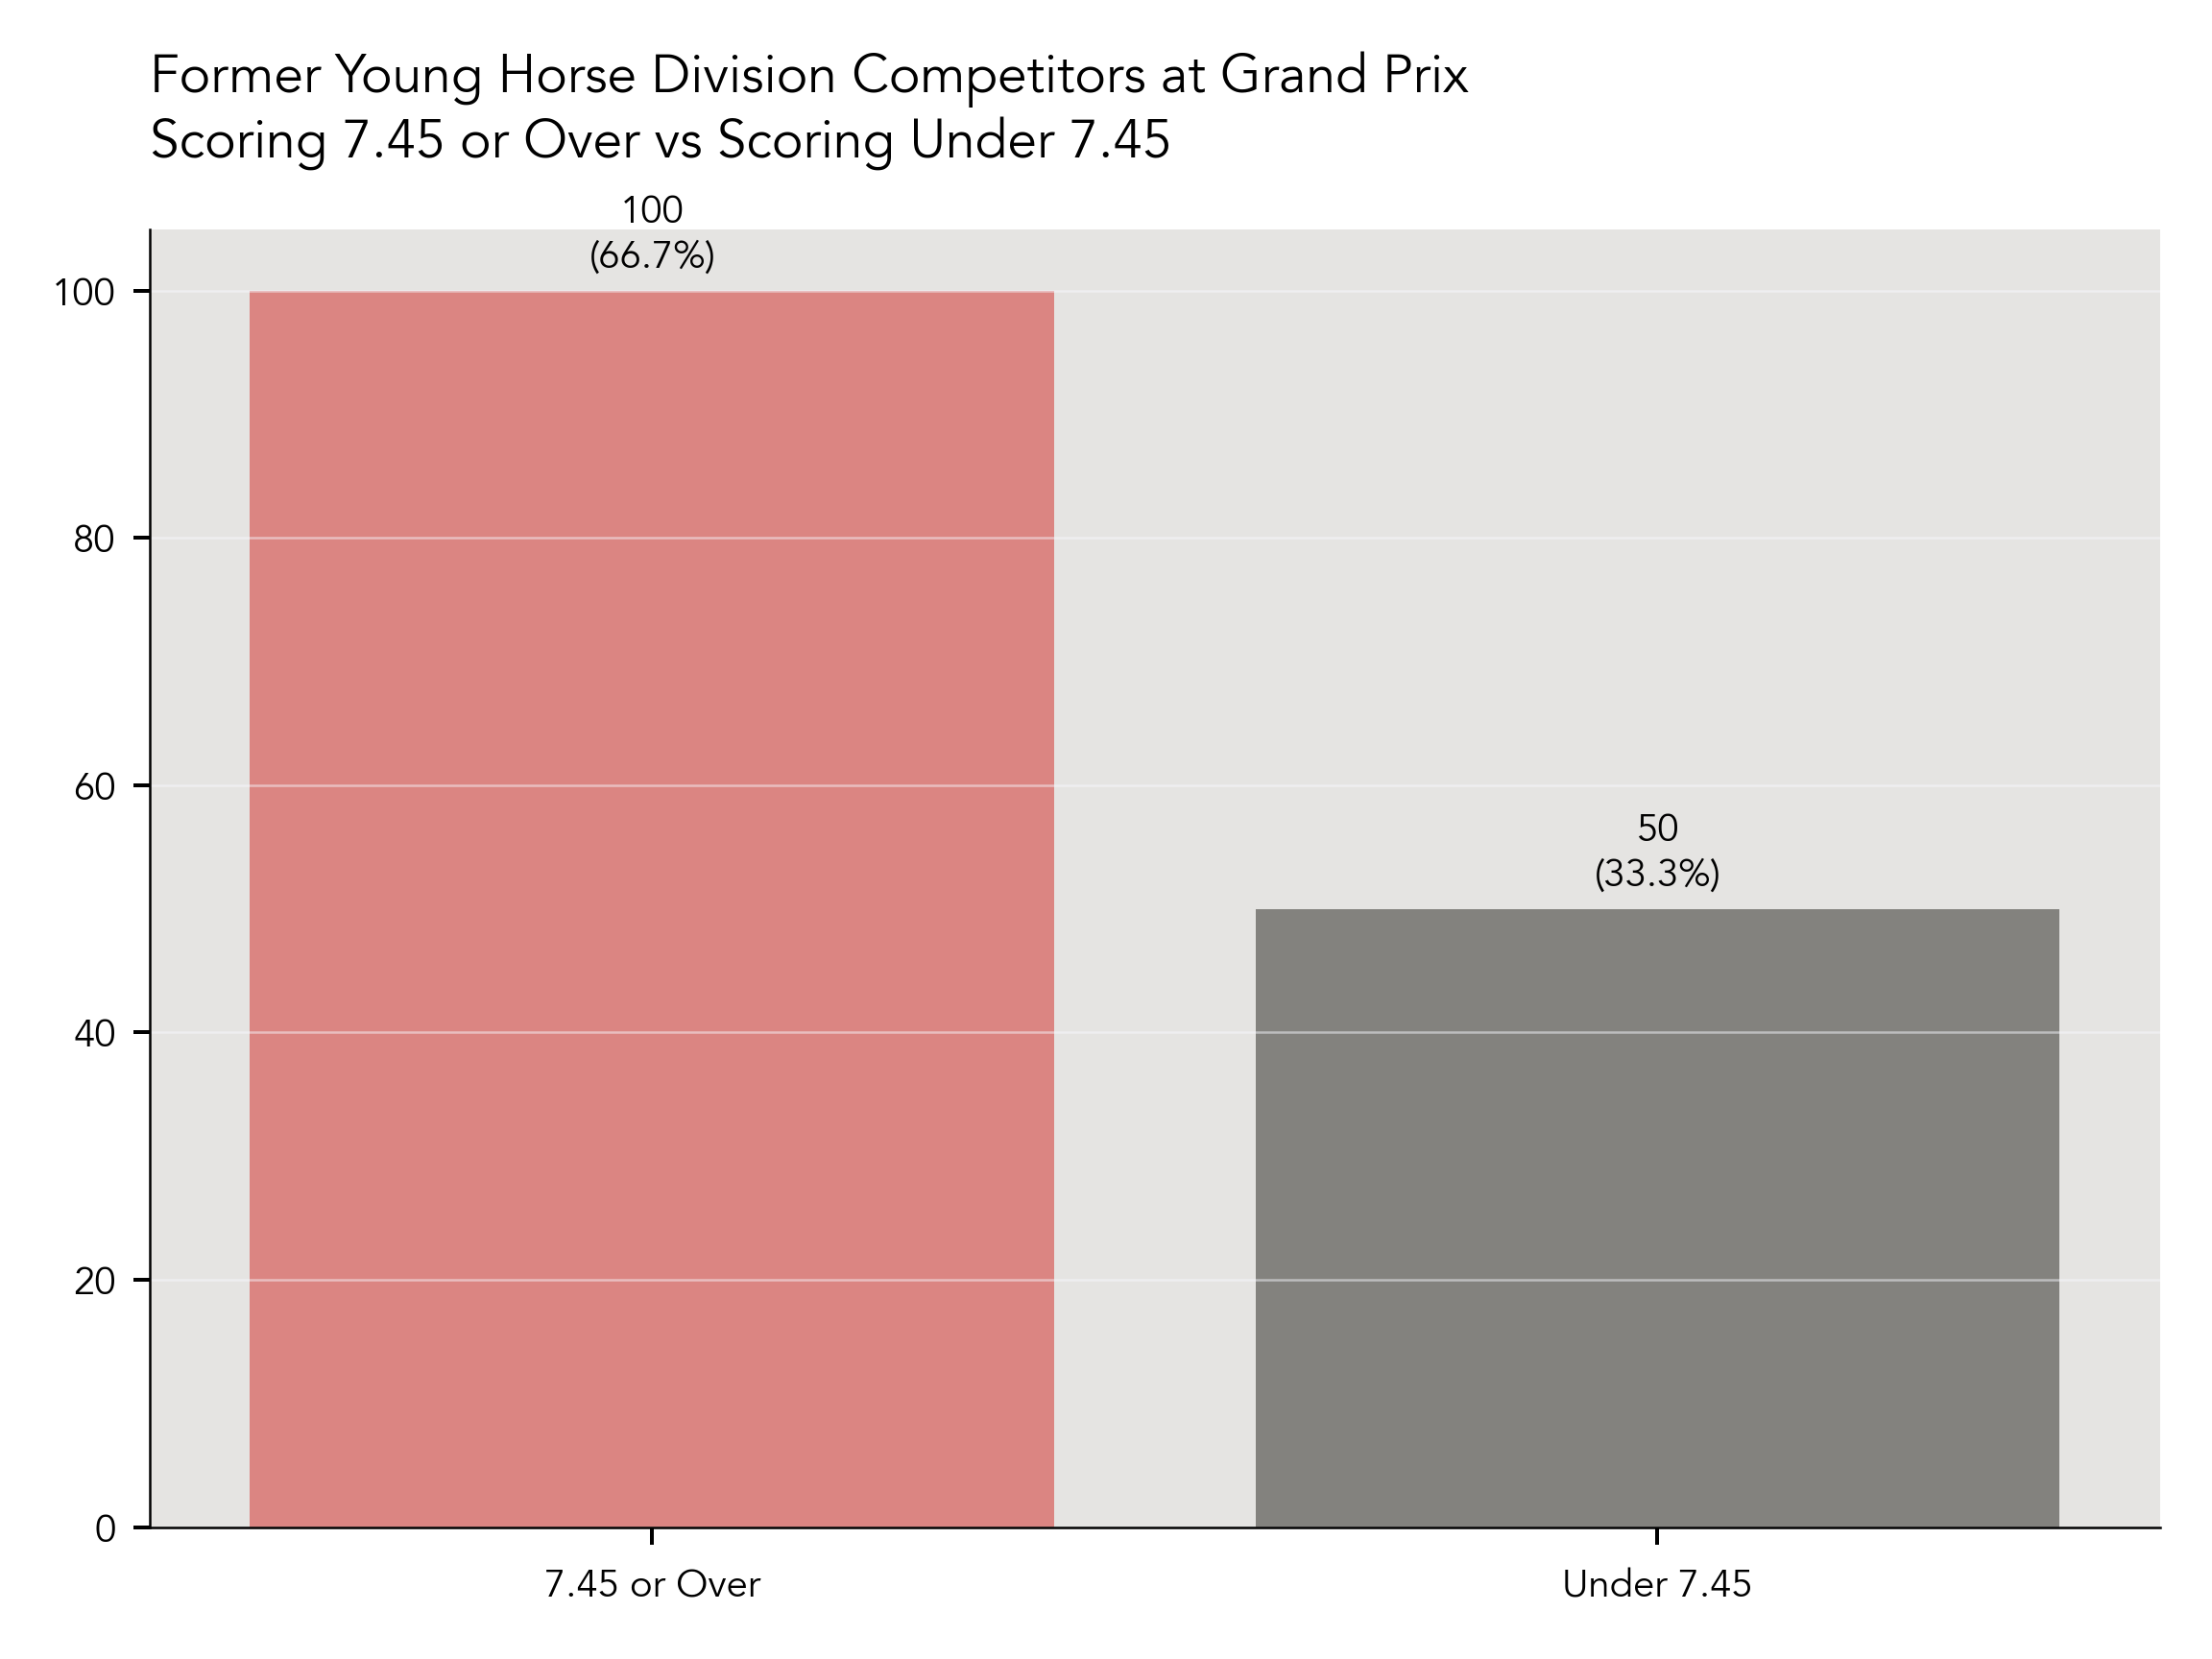 Former Young Horse Division Competitors at Grand Prix
Scoring 7.45 or Over vs Scoring Under 7.45
100
(66.7%)
100
80
60
50
(33.3%)
40
20
0
7.45 or Over
Under 7.45